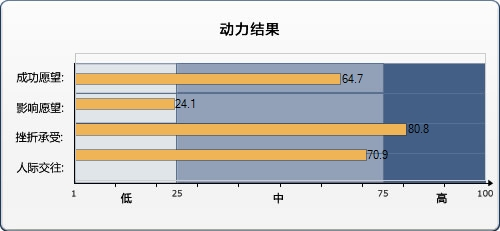 动力结果
成功愿望: 64.7
影响愿望: 24.1
挫折承受: 80.8
人际交往: 70.9
1 25 75 100
低 中 高